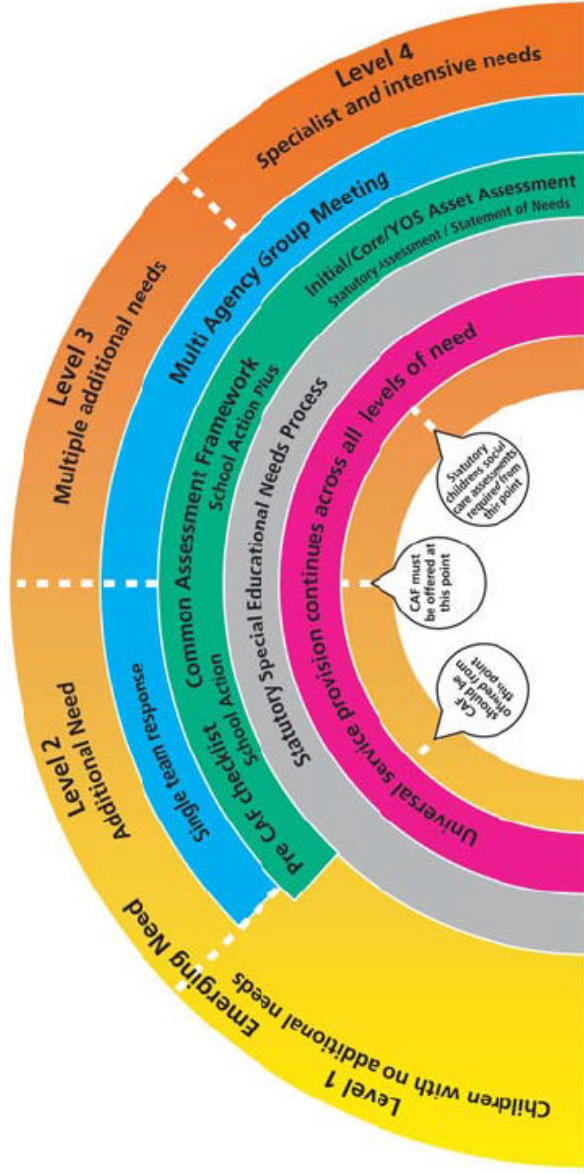 Level 1
Children with no additional needs
Emerging Need
Level 2
Additional Need
Level 3
Multiple additional needs
Level 4
Specialist and intensive needs
Single team response
Multi Agency Group Meeting
Pre CAF checklist
School Action
Common Assessment Framework
School Action Plus
Initial/Core/YOS Asset Assessment
Statutory Assessment / Statement of Needs
Statutory Special Educational Needs Process
Universal service provision continues across all levels of need
CAF
should be
offered from
this point
CAF must
be offered at
this point
Statutory
childrens social
care assessments
required from
this point